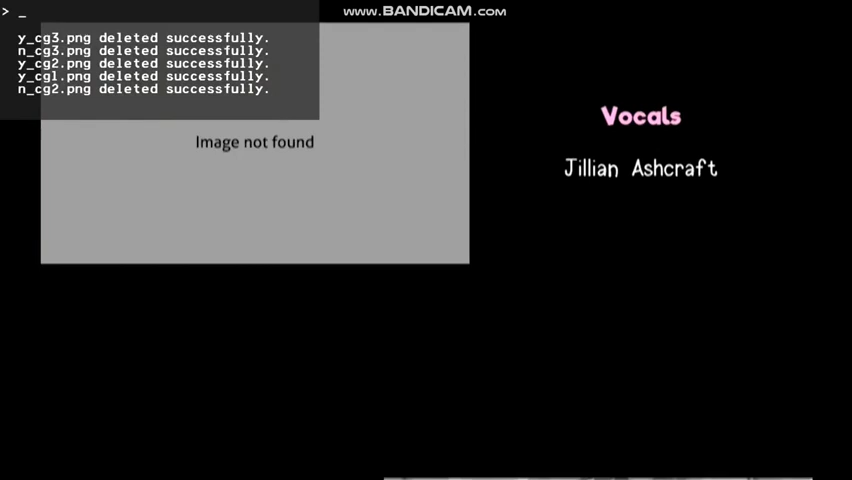 > _
www.BANDICAM.com
y_cg3.png deleted successfully.
n_cg3.png deleted successfully.
y_cg2.png deleted successfully.
y_cg1.png deleted successfully.
n_cg2.png deleted successfully.
Vocals
Image not found
Jillian Ashcraft